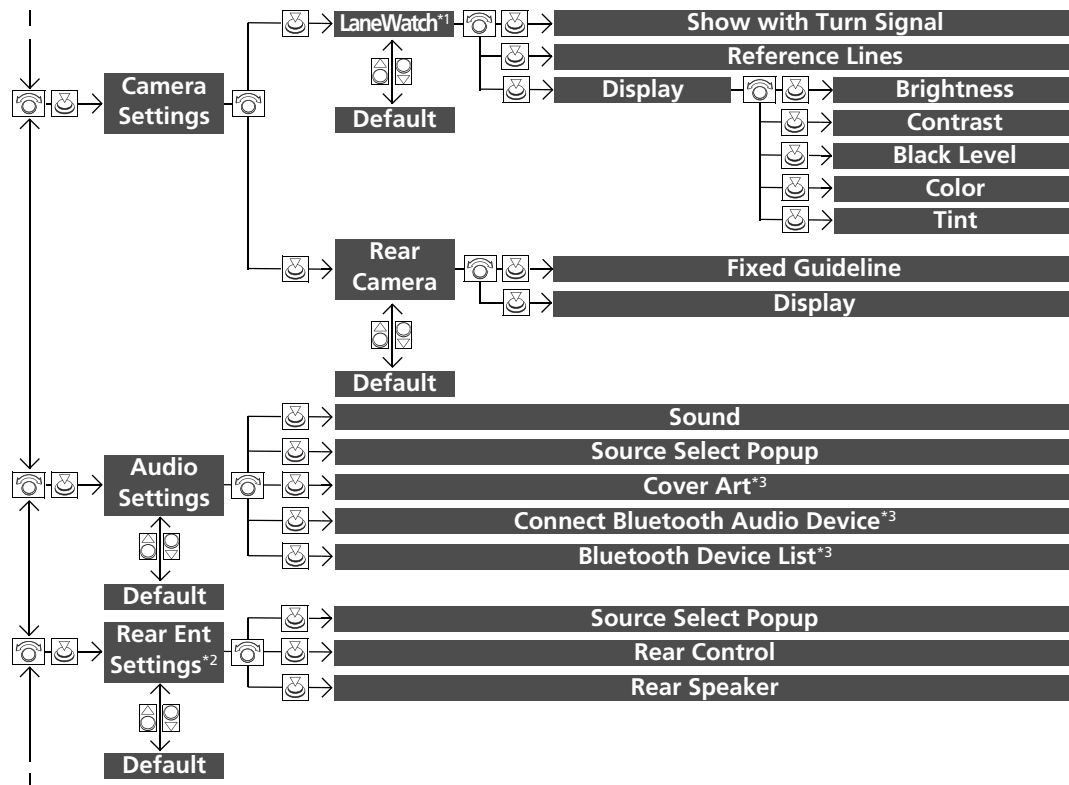 LaneWatch*1
Show with Turn Signal
Reference Lines
Camera
Settings
Display
Brightness
Default
Contrast
Black Level
Color
Tint
Rear
Camera
Fixed Guideline
Display
Default
Sound
Audio
Settings
Source Select Popup
Cover Art*3
Connect Bluetooth Audio Device*3
Bluetooth Device List*3
Default
Rear Ent
Settings*2
Source Select Popup
Rear Control
Rear Speaker
Default